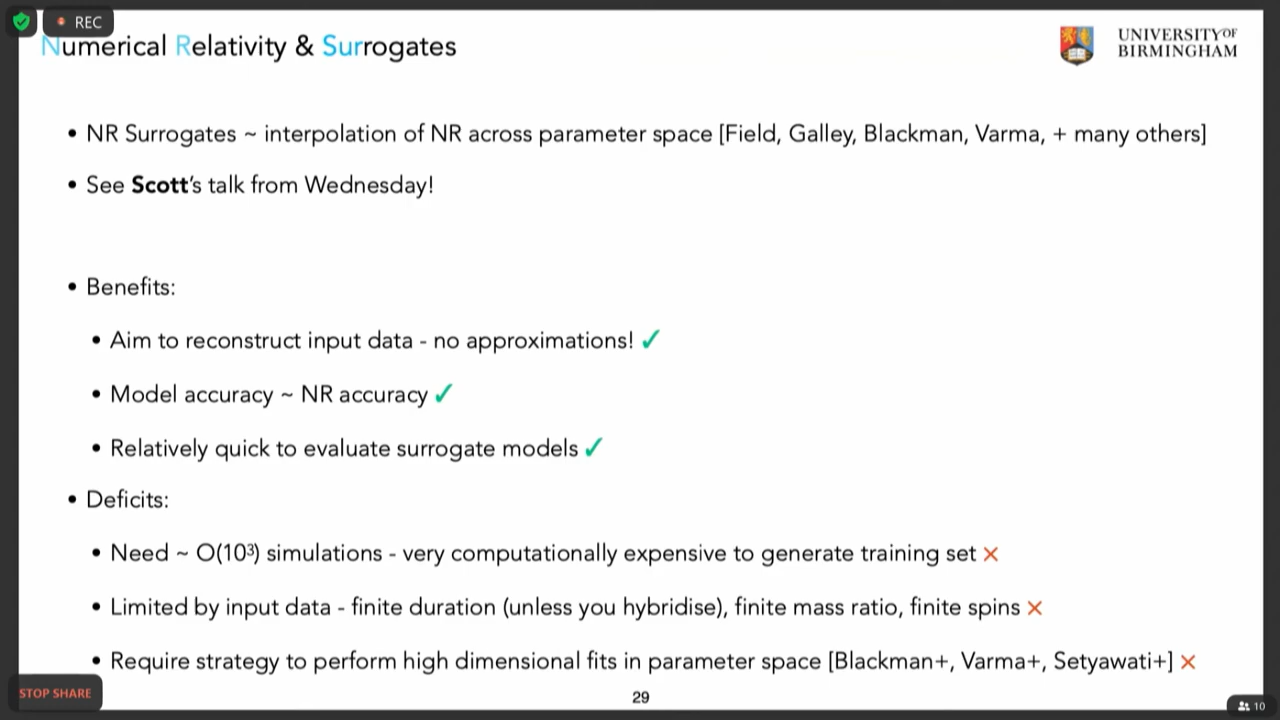 REC
Numerical Relativity & Surrogates
UNIVERSITYOF
BIRMINGHAM
• NR Surrogates ~ interpolation of NR across parameter space [Field, Galley, Blackman, Varma, + many others]
• See Scott's talk from Wednesday!
• Benefits:
• Aim to reconstruct input data - no approximations! ✓
• Model accuracy ~ NR accuracy ✓
• Relatively quick to evaluate surrogate models ✓
• Deficits:
• Need ~ O(10³) simulations - very computationally expensive to generate training set ✕
• Limited by input data - finite duration (unless you hybridise), finite mass ratio, finite spins ✕
• Require strategy to perform high dimensional fits in parameter space [Blackman+, Varma+, Setyawati+] ✕
STOP SHARE
29
10